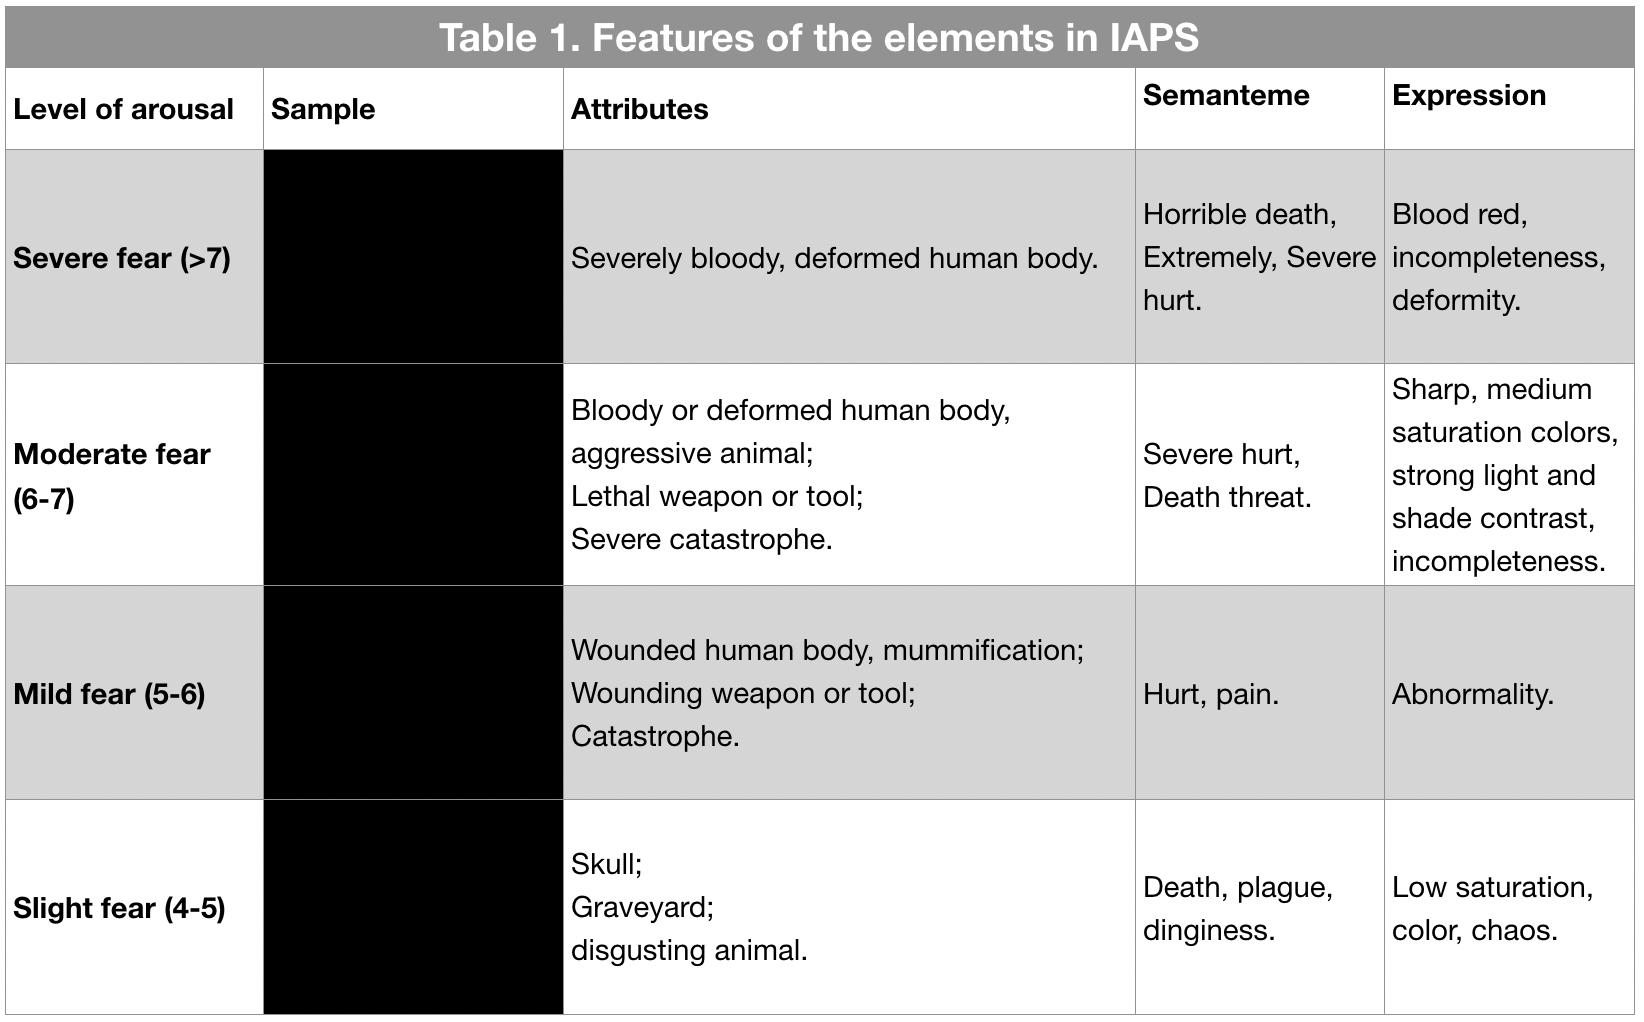 Table 1. Features of the elements in IAPS
Level of arousal
Sample
Attributes
Semanteme
Expression
Severe fear (>7)
Severely bloody, deformed human body.
Horrible death,
Extremely, Severe
hurt.
Blood red,
incompleteness,
deformity.
Moderate fear
(6-7)
Bloody or deformed human body,
aggressive animal;
Lethal weapon or tool;
Severe catastrophe.
Severe hurt,
Death threat.
Sharp, medium
saturation colors,
strong light and
shade contrast,
incompleteness.
Mild fear (5-6)
Wounded human body, mummification;
Wounding weapon or tool;
Catastrophe.
Hurt, pain.
Abnormality.
Slight fear (4-5)
Skull;
Graveyard;
disgusting animal.
Death, plague,
dinginess.
Low saturation,
color, chaos.